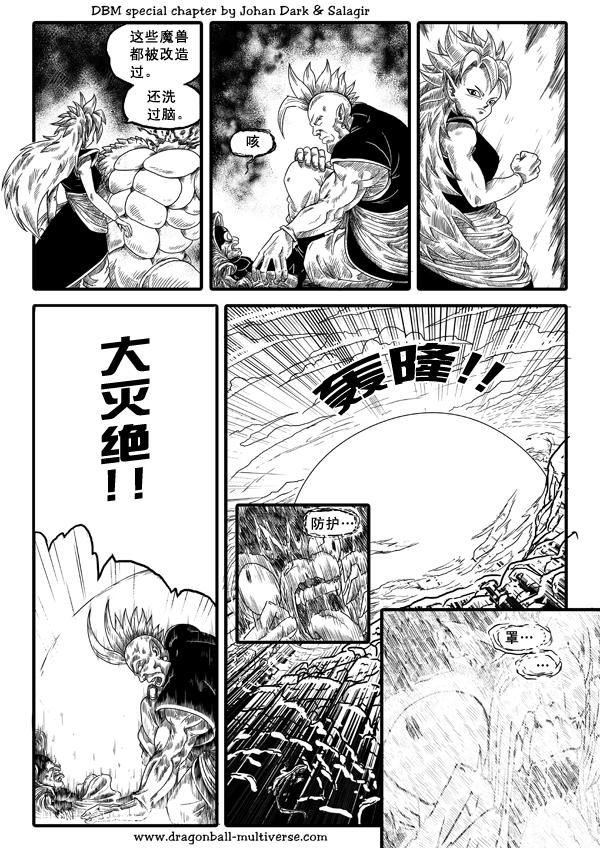 DBM special chapter by Johan Dark & Salagir
这些魔兽
都被改造
过。
还洗
过脑。
咳
大灭绝!!
轰隆!!
防护…
罩…
…
www.dragonball-multiverse.com